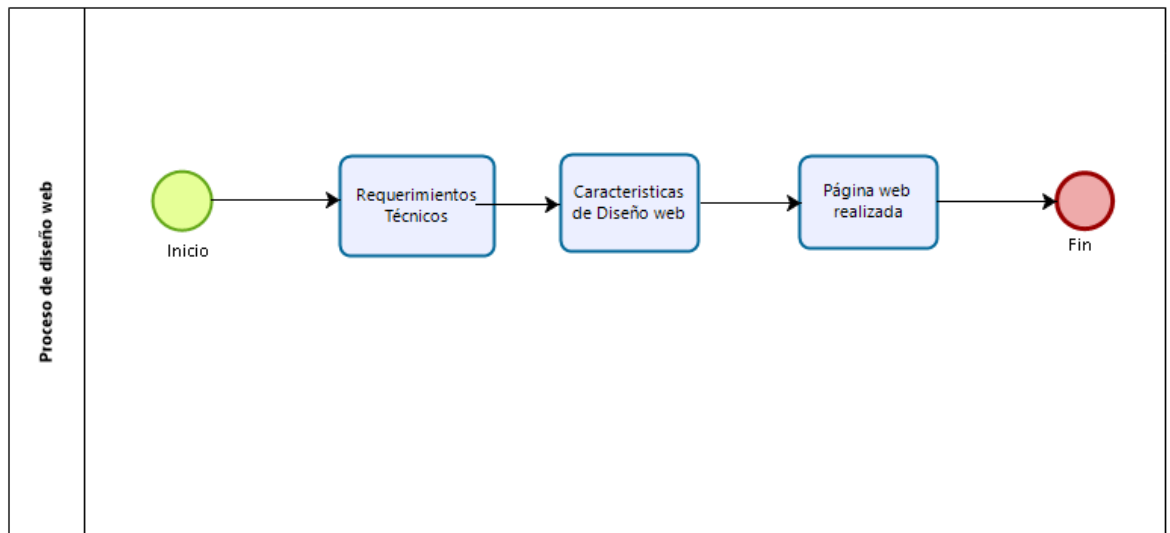 Proceso de diseño web
Inicio
Requerimientos
Técnicos
Caracteristicas
de Diseño web
Página web
realizada
Fin